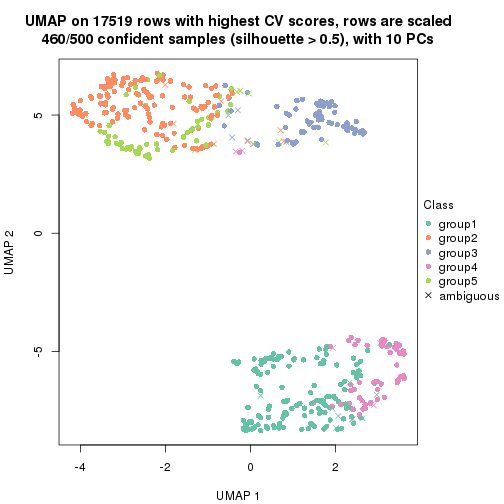 UMAP on 17519 rows with highest CV scores, rows are scaled
460/500 confident samples (silhouette > 0.5), with 10 PCs
5
0
-5
UMAP 2
-4
-2
0
2
UMAP 1
Class
group1
group2
group3
group4
group5
ambiguous